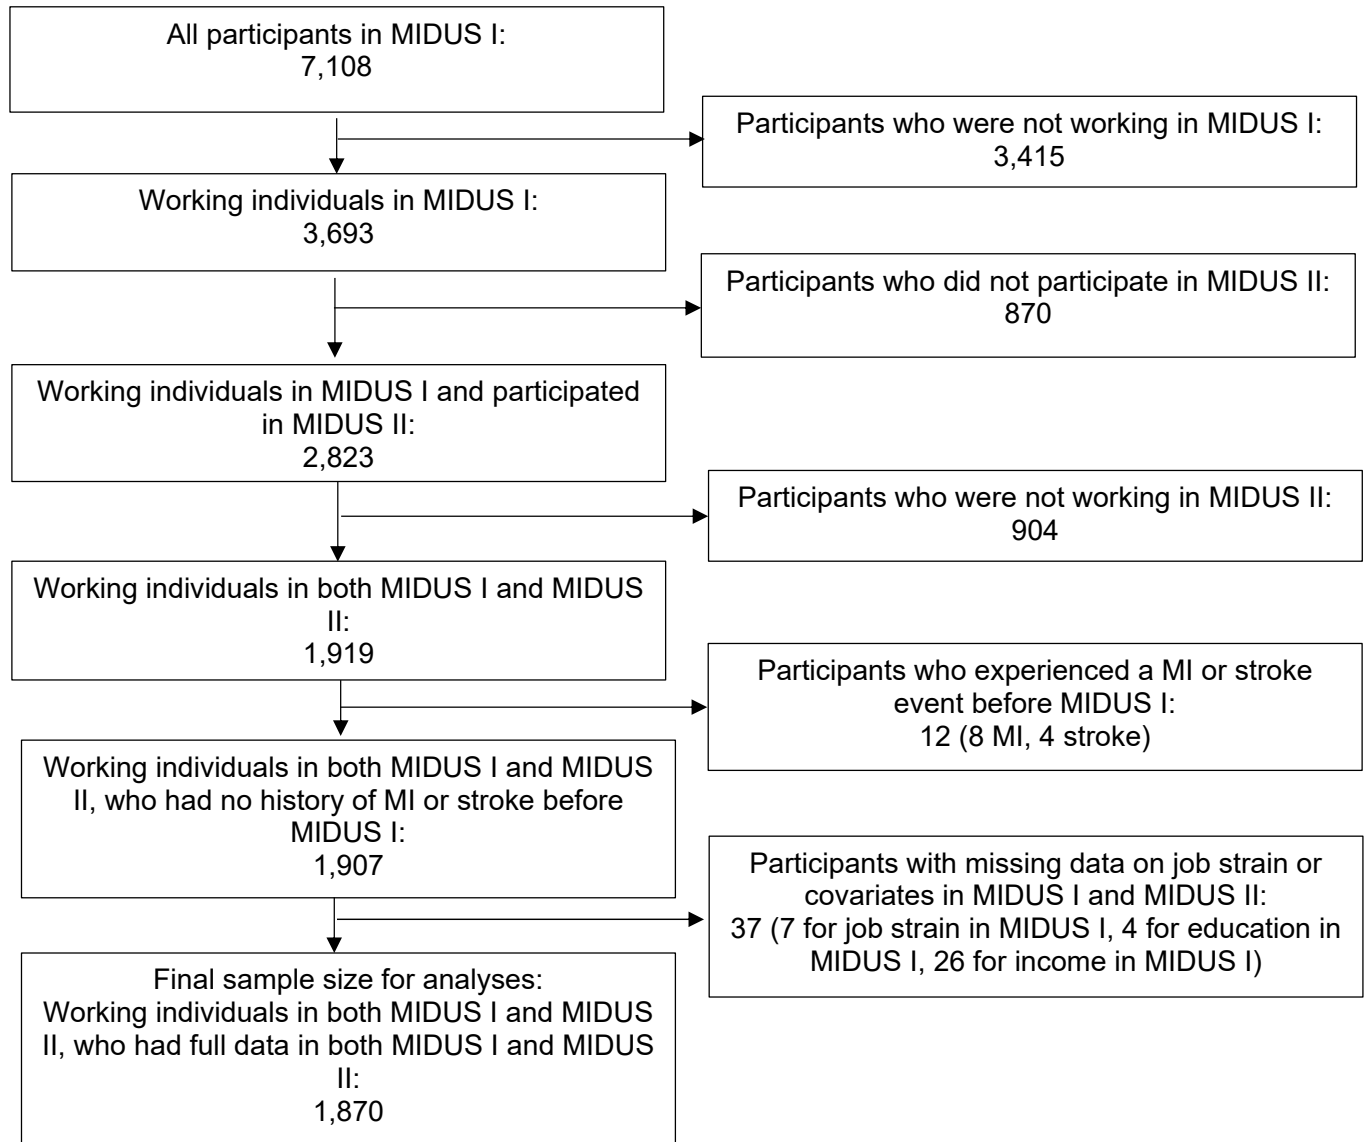 All participants in MIDUS I:
7,108
Participants who were not working in MIDUS I:
3,415
Working individuals in MIDUS I:
3,693
Participants who did not participate in MIDUS II:
870
Working individuals in MIDUS I and participated
in MIDUS II:
2,823
Participants who were not working in MIDUS II:
904
Working individuals in both MIDUS I and MIDUS
II:
1,919
Participants who experienced a MI or stroke
event before MIDUS I:
12 (8 MI, 4 stroke)
Working individuals in both MIDUS I and MIDUS
II, who had no history of MI or stroke before
MIDUS I:
1,907
Participants with missing data on job strain or
covariates in MIDUS I and MIDUS II:
37 (7 for job strain in MIDUS I, 4 for education in
MIDUS I, 26 for income in MIDUS I)
Final sample size for analyses:
Working individuals in both MIDUS I and MIDUS
II, who had full data in both MIDUS I and MIDUS
II:
1,870